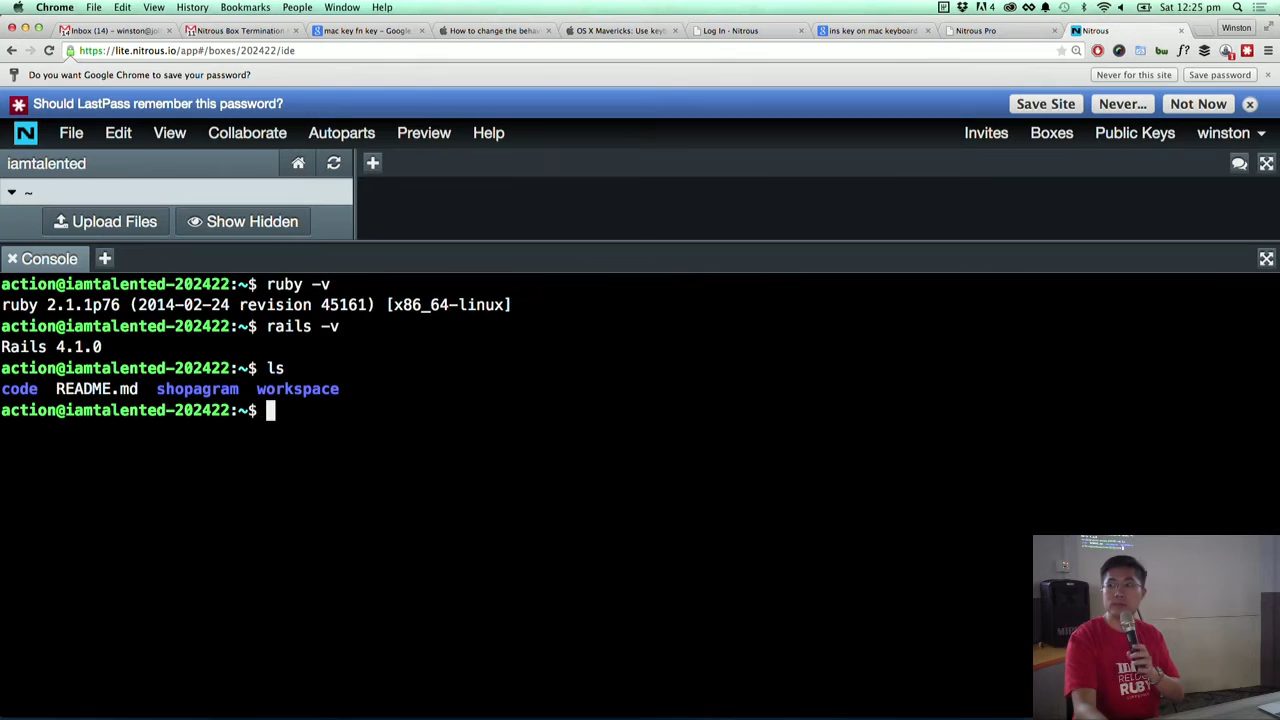 Chrome File Edit View History Bookmarks People Window Help
4 Sat 12:25 pm
Inbox (14) – winston@jo
Nitrous Box Termination
mac key fn key – Google
How to change the behav
OS X Mavericks: Use keyb
Log In - Nitrous
ins key on mac keyboard
Nitrous Pro
Nitrous
Winston
https://lite.nitrous.io/app#/boxes/202422/ide
Do you want Google Chrome to save your password?
Never for this site
Save password
Should LastPass remember this password?
Save Site
Never...
Not Now
N File Edit View Collaborate Autoparts Preview Help
Invites Boxes Public Keys winston
iamtalented
~
Upload Files
Show Hidden
Console
action@iamtalented-202422:~$ ruby -v
ruby 2.1.1p76 (2014-02-24 revision 45161) [x86_64-linux]
action@iamtalented-202422:~$ rails -v
Rails 4.1.0
action@iamtalented-202422:~$ ls
code README.md shopagram workspace
action@iamtalented-202422:~$
RUBY